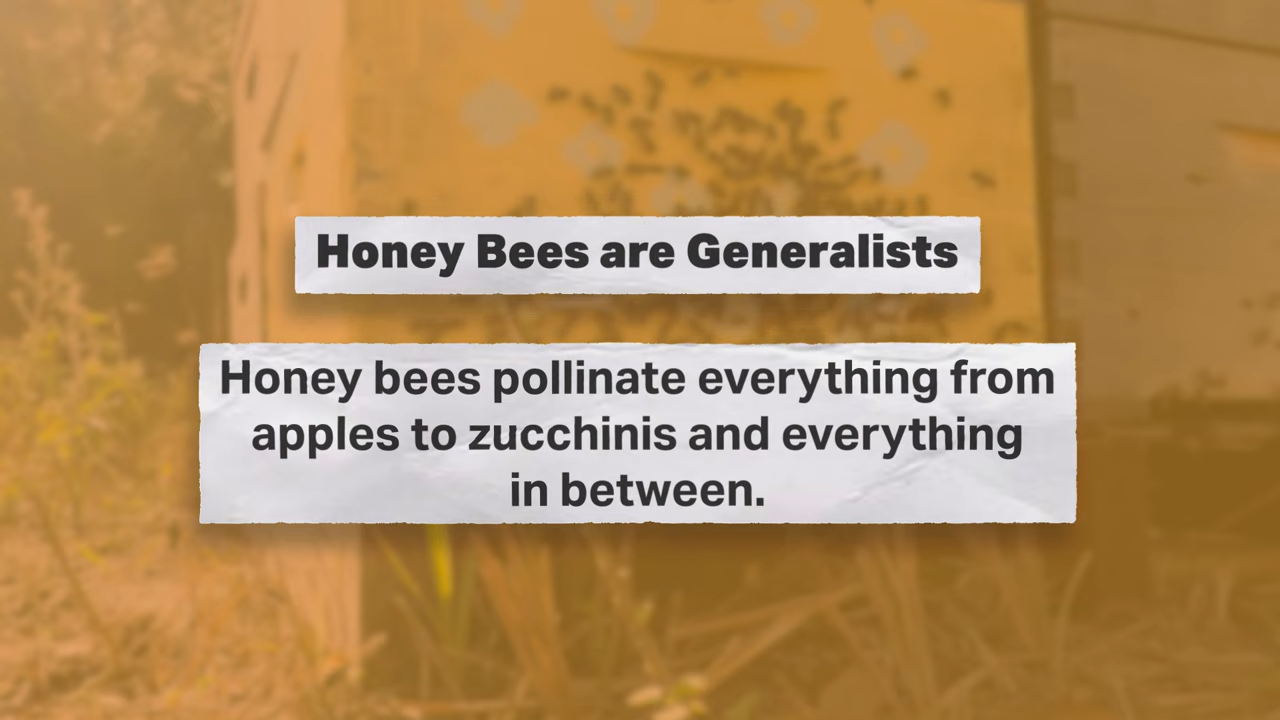 Honey Bees are Generalists
Honey bees pollinate everything from
apples to zucchinis and everything
in between.